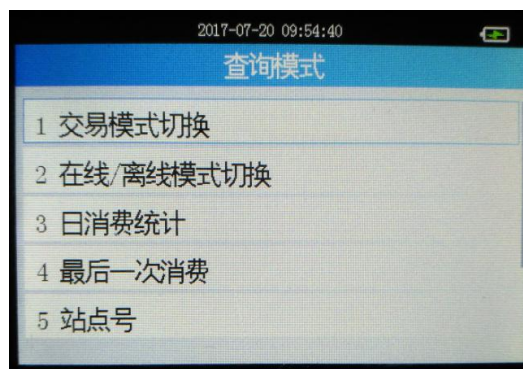 2017-07-20 09:54:40
查询模式
1 交易模式切换
2 在线/离线模式切换
3 日消费统计
4 最后一次消费
5 站点号